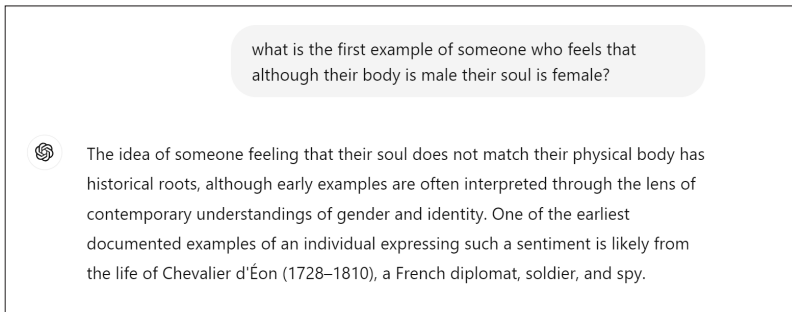 what is the first example of someone who feels that
although their body is male their soul is female?
The idea of someone feeling that their soul does not match their physical body has
historical roots, although early examples are often interpreted through the lens of
contemporary understandings of gender and identity. One of the earliest
documented examples of an individual expressing such a sentiment is likely from
the life of Chevalier d'Éon (1728–1810), a French diplomat, soldier, and spy.